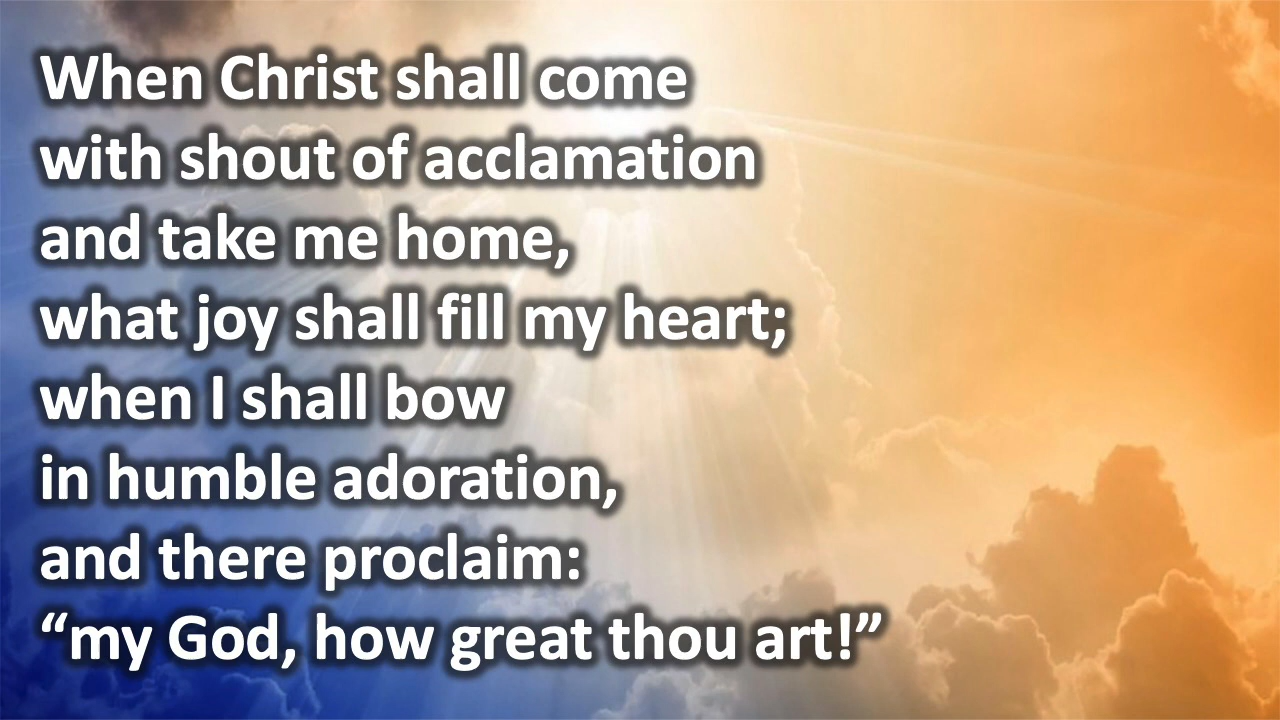 When Christ shall come
with shout of acclamation
and take me home,
what joy shall fill my heart;
when I shall bow
in humble adoration,
and there proclaim:
“my God, how great thou art!”